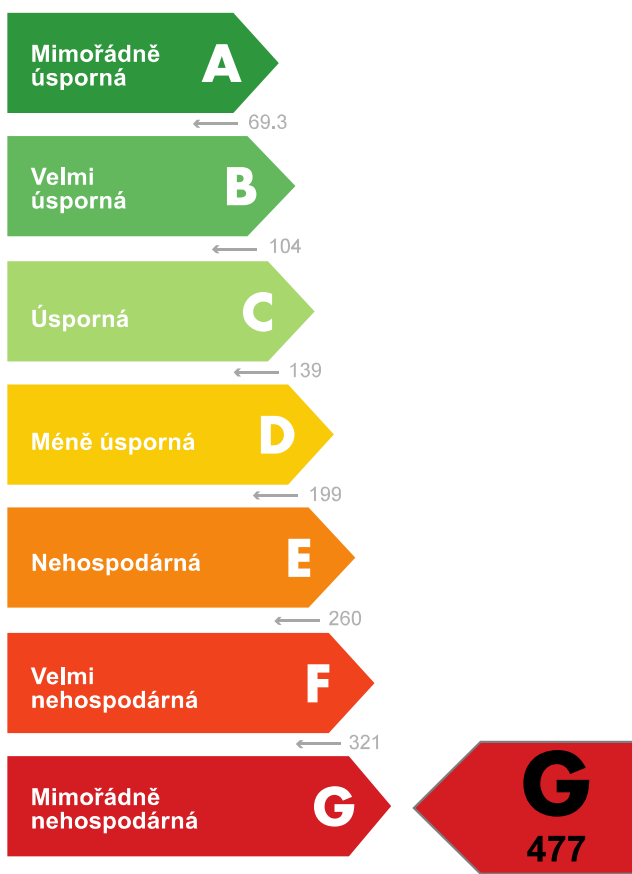 Mimořádně
úsporná
A
69.3
Velmi
úsporná
B
104
Úsporná
C
139
Méně úsporná
D
199
Nehospodárná
E
260
Velmi
nehospodárná
F
321
Mimořádně
nehospodárná
G
G
477